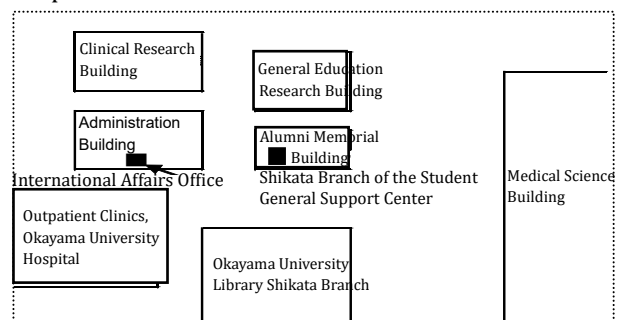 Clinical Research
Building
General Education
Research Building
Administration
Building
Alumni Memorial
Building
International Affairs Office
Shikata Branch of the Student
General Support Center
Medical Science
Building
Outpatient Clinics,
Okayama University
Hospital
Okayama University
Library Shikata Branch